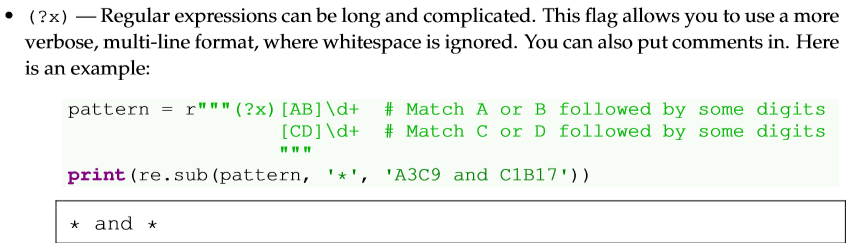 • (?x) — Regular expressions can be long and complicated. This flag allows you to use a more
verbose, multi-line format, where whitespace is ignored. You can also put comments in. Here
is an example:
pattern = r"""(?x)[AB]\d+  # Match A or B followed by some digits
                  [CD]\d+  # Match C or D followed by some digits
                  """
print(re.sub(pattern, '*', 'A3C9 and C1B17'))
* and *